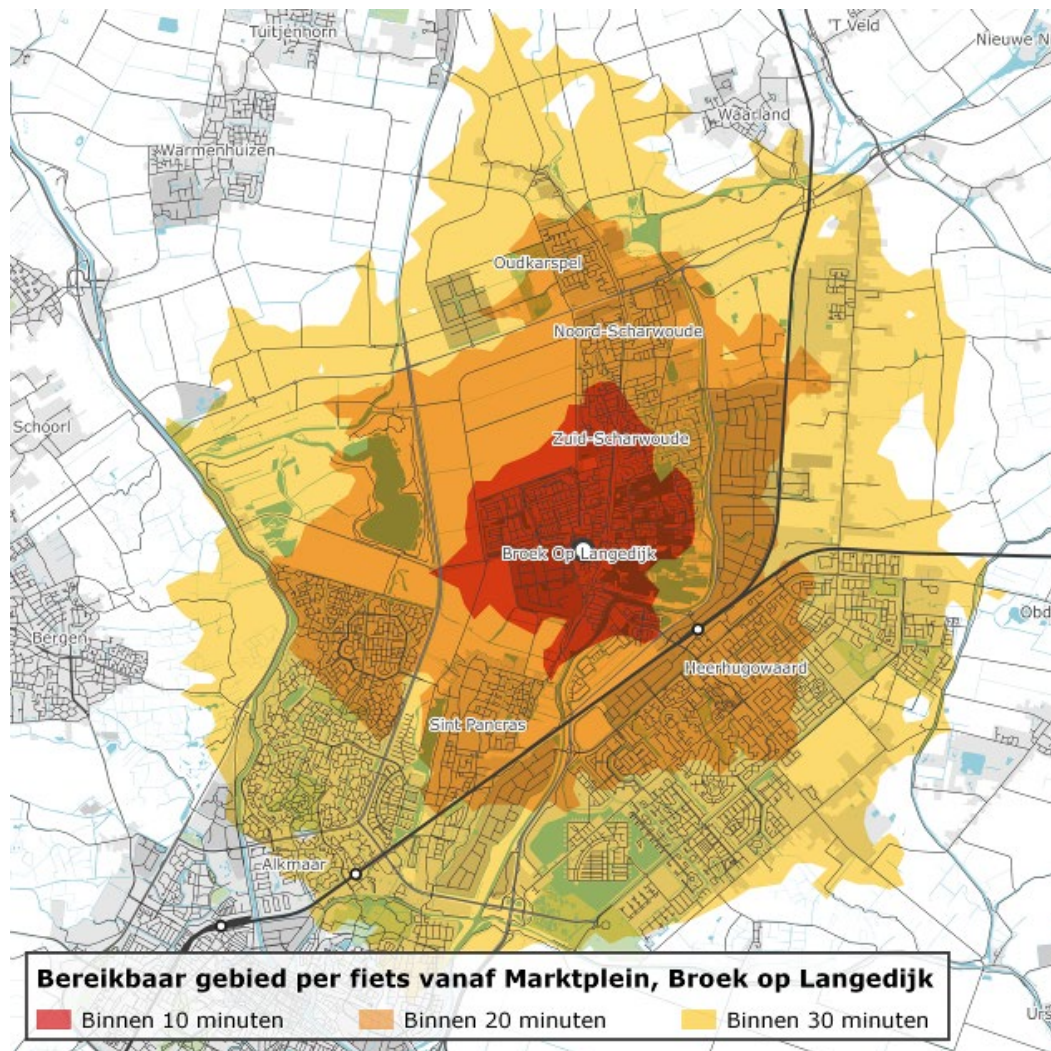 Tuitjenhorn
'T Veld
Nieuwe N
Waarland
Warmenhuizen
Oudkarspel
Noord-Scharwoude
Schoorl
Zuid-Scharwoude
Broek Op Langedijk
Obd
Bergen
Heerhugowaard
Sint Pancras
Alkmaar
Bereikbaar gebied per fiets vanaf Marktplein, Broek op Langedijk
Binnen 10 minuten Binnen 20 minuten Binnen 30 minuten
Urs